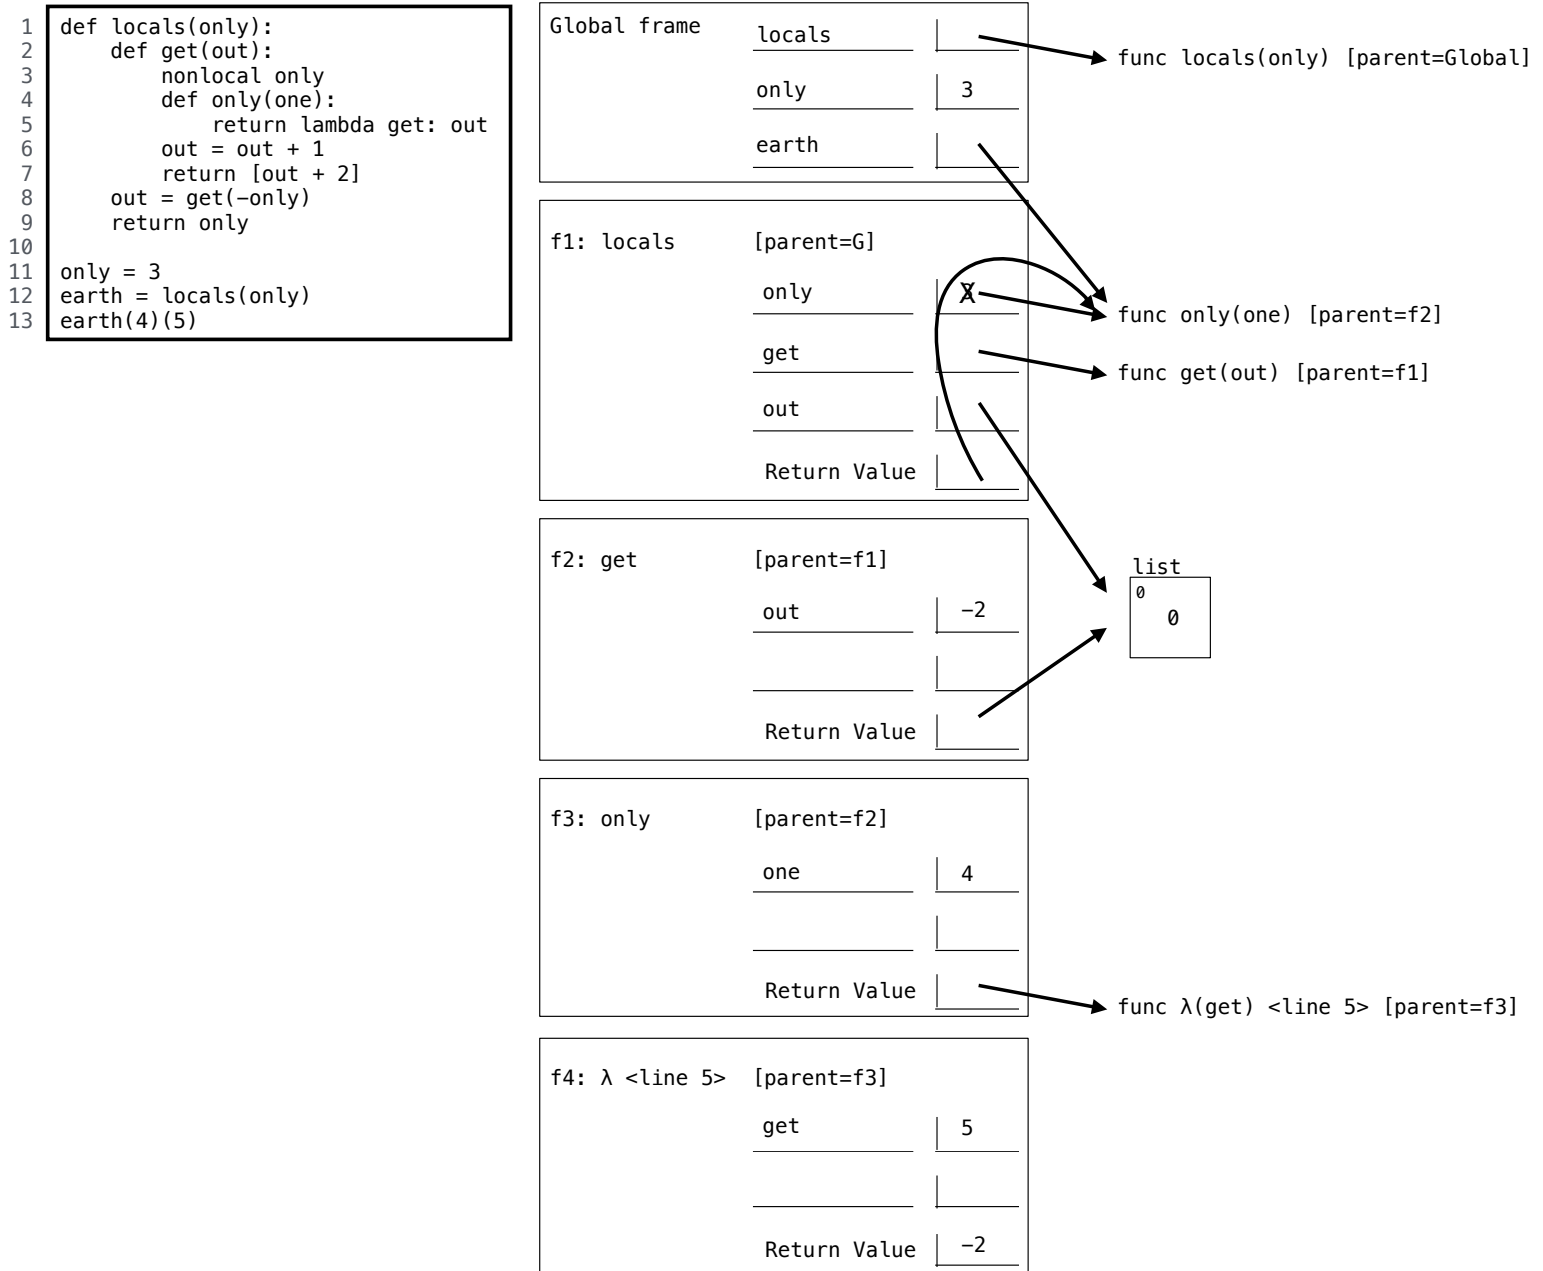 1 def locals(only):
2     def get(out):
3         nonlocal only
4         def only(one):
5             return lambda get: out
6         out = out + 1
7         return [out + 2]
8     out = get(−only)
9     return only
10
11 only = 3
12 earth = locals(only)
13 earth(4)(5)
Global frame
locals
func locals(only) [parent=Global]
only 3
earth
f1: locals [parent=G]
only 3
func only(one) [parent=f2]
get
func get(out) [parent=f1]
out
Return Value
f2: get [parent=f1]
out −2
Return Value
list
0
0
f3: only [parent=f2]
one 4
Return Value
func λ(get) <line 5> [parent=f3]
f4: λ <line 5> [parent=f3]
get 5
Return Value −2